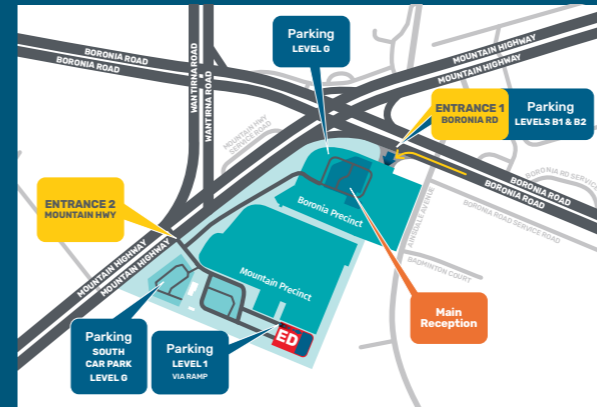 BORONIA ROAD
BORONIA ROAD
WANTIRNA ROAD
WANTIRNA ROAD
Parking
LEVEL G
MOUNTAIN HIGHWAY
MOUNTAIN HIGHWAY
MOUNTAIN HWY
SERVICE ROAD
ENTRANCE 1
BORONIA RD
Parking
LEVELS B1 & B2
BORONIA RD SERVICE
BORONIA ROAD
BORONIA ROAD
BORONIA ROAD SERVICE ROAD
AINSDALE AVENUE
BADMINTON COURT
ENTRANCE 2
MOUNTAIN HWY
Boronia Precinct
MOUNTAIN HIGHWAY
MOUNTAIN HIGHWAY
Mountain Precinct
Main
Reception
ED
Parking
SOUTH
CAR PARK
LEVEL G
Parking
LEVEL 1
VIA RAMP